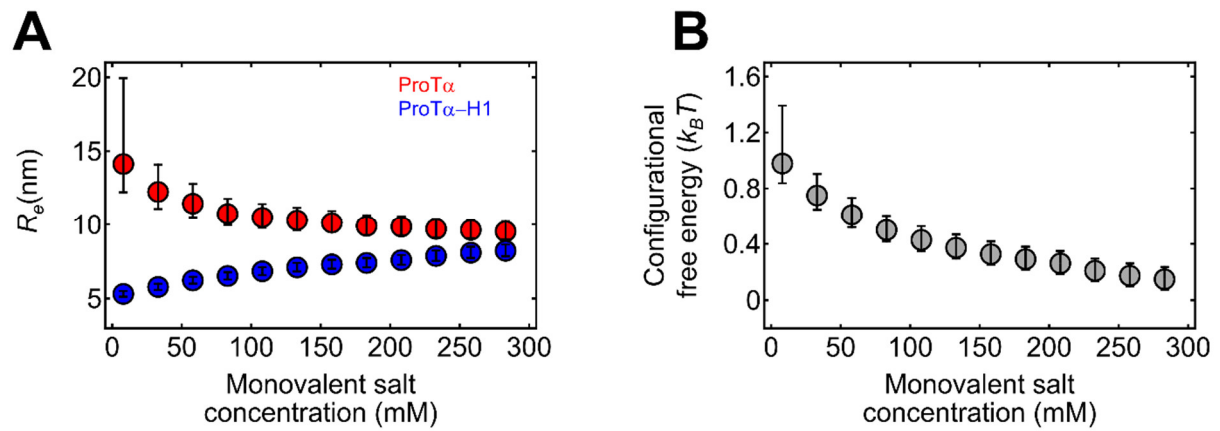 A
20
15
10
5
Re(nm)
ProTα
ProTα–H1
0 50 100 150 200 250 300
Monovalent salt
concentration (mM)
B
1.6
1.2
0.8
0.4
0
Configurational
free energy (kBT)
0 50 100 150 200 250 300
Monovalent salt
concentration (mM)